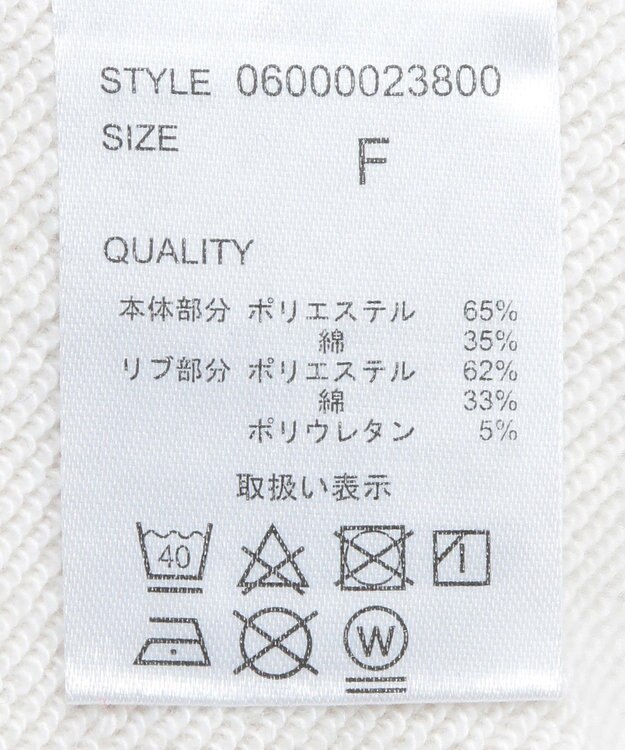 STYLE 06000023800
SIZE
F
QUALITY
本体部分 ポリエステル 65%
綿 35%
リブ部分 ポリエステル 62%
綿 33%
ポリウレタン 5%
取扱い表示
40
W